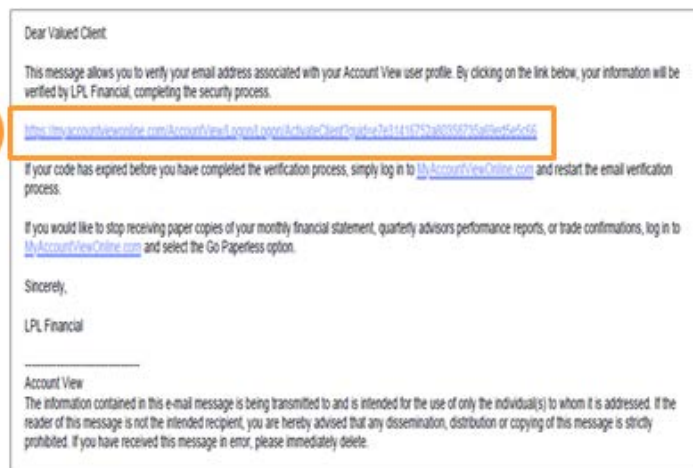 Dear Valued Client
This message allows you to verify your email address associated with your Account View user profile. By clicking on the link below, your information will be
verified by LPL Financial, completing the security process.
If your code has expired before you have completed the verification process, simply log in to MyAccountViewOnline.com and restart the email verification
process.
If you would like to stop receiving paper copies of your monthly financial statement, quarterly advisors performance reports, or trade confirmations, log in to
MyAccountViewOnline.com and select the Go Paperless option.
Sincerely,
LPL Financial
Account View
The information contained in this e-mail message is being transmitted to and is intended for the use of only the individual(s) to whom it is addressed. If the
reader of this message is not the intended recipient, you are hereby advised that any dissemination, distribution or copying of this message is strictly
prohibited. If you have received this message in error, please immediately delete.